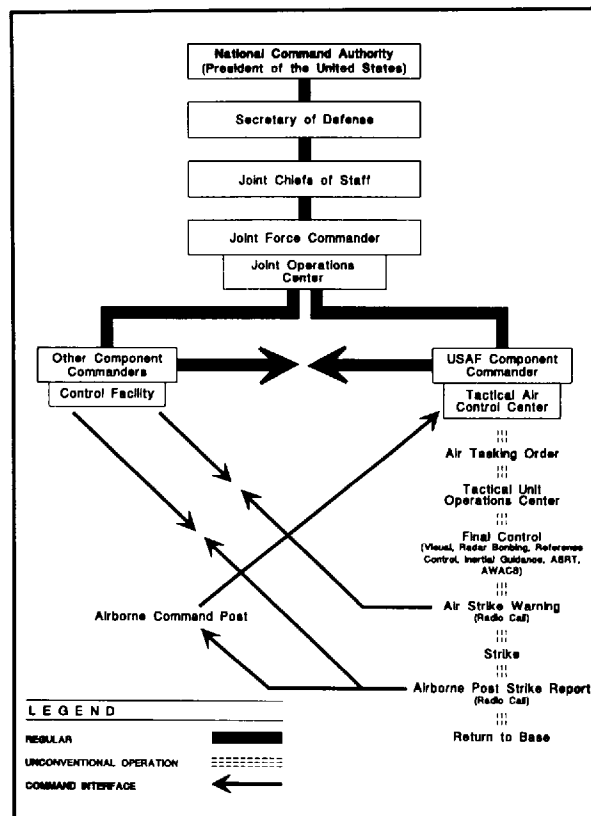 National Command Authority
(President of the United States)
Secretary of Defense
Joint Chiefs of Staff
Joint Force Commander
Joint Operations
Center
Other Component
Commanders
Control Facility
USAF Component
Commander
Tactical Air
Control Center
Air Tasking Order
Tactical Unit
Operations Center
Final Control
(Visual, Radar Bombing, Reference
Control, Inertial Guidance, ASRT,
AWACS)
Airborne Command Post
Air Strike Warning
(Radio Call)
Strike
Airborne Post Strike Report
(Radio Call)
Return to Base
LEGEND
REGULAR
UNCONVENTIONAL OPERATION
COMMAND INTERFACE